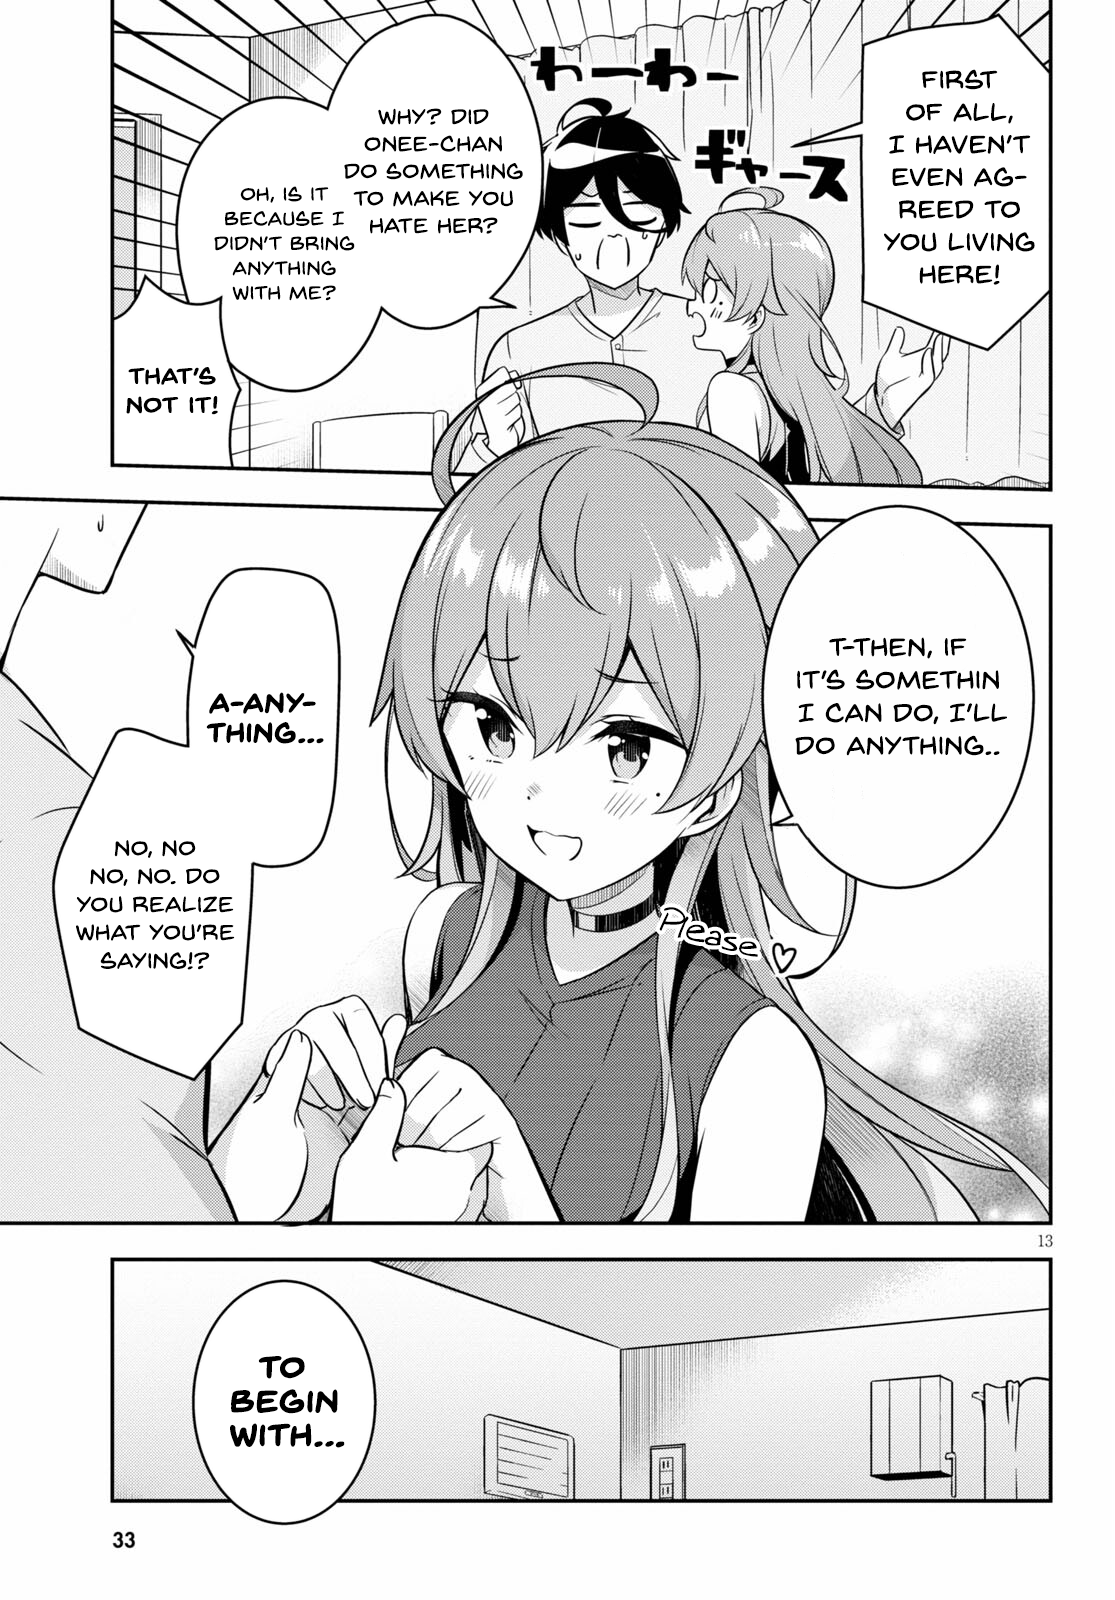 FIRST
OF ALL,
I HAVEN'T
EVEN AG-
REED TO
YOU LIVING
HERE!
わーわー
ギャース
WHY? DID
ONEE-CHAN
DO SOMETHING
TO MAKE YOU
HATE HER?
OH, IS IT
BECAUSE I
DIDN'T BRING
ANYTHING
WITH ME?
THAT'S
NOT IT!
T-THEN, IF
IT'S SOMETHIN
I CAN DO, I'LL
DO ANYTHING..
Please ♡
A-ANY-
THING...
NO, NO
NO, NO. DO
YOU REALIZE
WHAT YOU'RE
SAYING!?
13
TO
BEGIN
WITH...
33